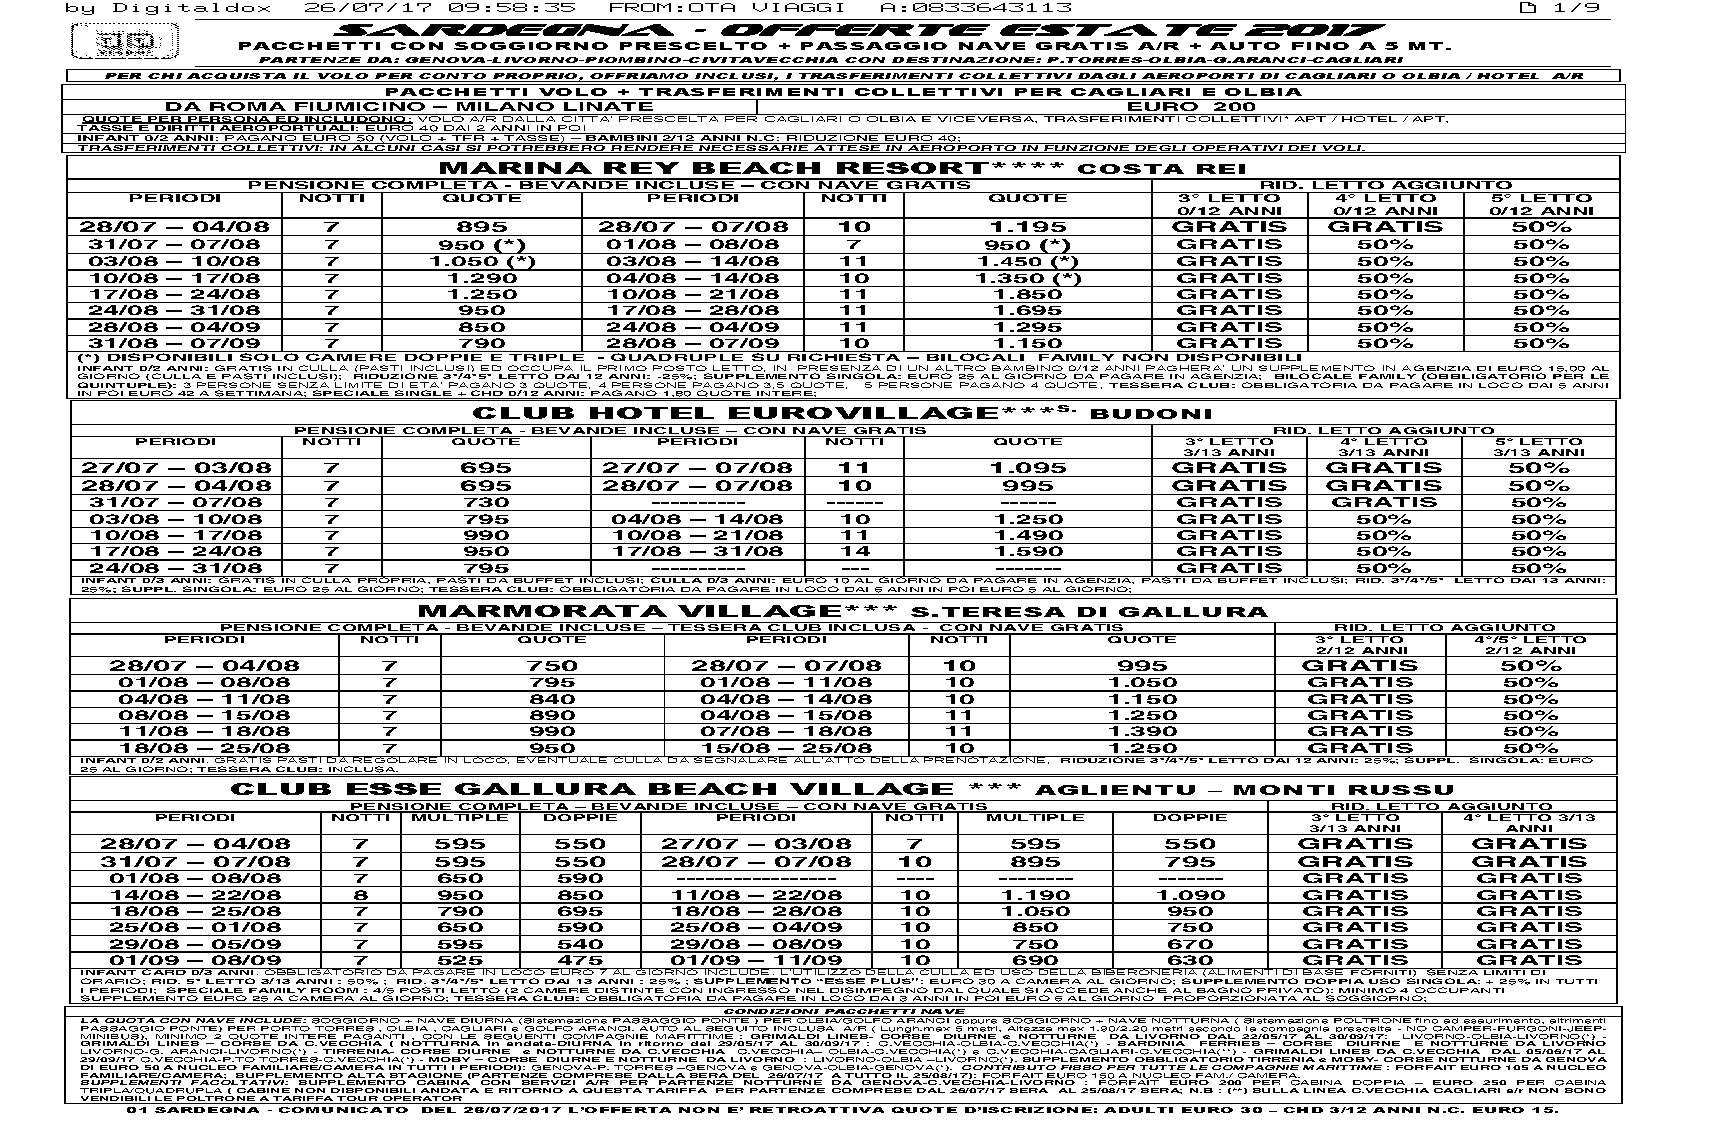 by Digitaldox 26/07/17 09:58:35 FROM:OTA VIAGGI A:0833643113 1/9
SARDEGNA - OFFERTE ESTATE 2017
PACCHETTI CON SOGGIORNO PRESCELTO + PASSAGGIO NAVE GRATIS A/R + AUTO FINO A 5 MT.
PARTENZE DA: GENOVA-LIVORNO-PIOMBINO-CIVITAVECCHIA CON DESTINAZIONE: P.TORRES-OLBIA-G.ARANCI-CAGLIARI
PER CHI ACQUISTA IL VOLO PER CONTO PROPRIO, OFFRIAMO INCLUSI, I TRASFERIMENTI COLLETTIVI DAGLI AEROPORTI DI CAGLIARI O OLBIA / HOTEL A/R
PACCHETTI VOLO + TRASFERIMENTI COLLETTIVI PER CAGLIARI E OLBIA
DA ROMA FIUMICINO – MILANO LINATE EURO 200
QUOTE PER PERSONA ED INCLUDONO: VOLO A/R DALLA CITTA' PRESCELTA PER CAGLIARI O OLBIA E VICEVERSA, TRASFERIMENTI COLLETTIVI* APT / HOTEL / APT,
TASSE E DIRITTI AEROPORTUALI: EURO 40 DAI 2 ANNI IN POI
INFANT 0/2 ANNI: PAGANO EURO 50 (VOLO + TFR + TASSE) – BAMBINI 2/12 ANNI N.C: RIDUZIONE EURO 40;
TRASFERIMENTI COLLETTIVI: IN ALCUNI CASI SI POTREBBERO RENDERE NECESSARIE ATTESE IN AEROPORTO IN FUNZIONE DEGLI OPERATIVI DEI VOLI.
MARINA REY BEACH RESORT**** COSTA REI
PENSIONE COMPLETA - BEVANDE INCLUSE – CON NAVE GRATIS RID. LETTO AGGIUNTO
PERIODI NOTTI QUOTE PERIODI NOTTI QUOTE 3° LETTO 4° LETTO 5° LETTO
0/12 ANNI 0/12 ANNI 0/12 ANNI
28/07 – 04/08 7 895 28/07 – 07/08 10 1.195 GRATIS GRATIS 50%
31/07 – 07/08 7 950 (*) 01/08 – 08/08 7 950 (*) GRATIS 50% 50%
03/08 – 10/08 7 1.050 (*) 03/08 – 14/08 11 1.450 (*) GRATIS 50% 50%
10/08 – 17/08 7 1.290 04/08 – 14/08 10 1.350 (*) GRATIS 50% 50%
17/08 – 24/08 7 1.250 10/08 – 21/08 11 1.850 GRATIS 50% 50%
24/08 – 31/08 7 950 17/08 – 28/08 11 1.695 GRATIS 50% 50%
28/08 – 04/09 7 850 24/08 – 04/09 11 1.295 GRATIS 50% 50%
31/08 – 07/09 7 790 28/08 – 07/09 10 1.150 GRATIS 50% 50%
(*) DISPONIBILI SOLO CAMERE DOPPIE E TRIPLE - QUADRUPLE SU RICHIESTA – BILOCALI FAMILY NON DISPONIBILI
INFANT 0/2 ANNI: GRATIS IN CULLA (PASTI INCLUSI) ED OCCUPA IL PRIMO POSTO LETTO, IN PRESENZA DI UN ALTRO BAMBINO 0/12 ANNI PAGHERA' UN SUPPLEMENTO IN AGENZIA DI EURO 15,00 AL
GIORNO (CULLA E PASTI INCLUSI); RIDUZIONE 3°/4°/5° LETTO DAI 12 ANNI: -25%; SUPPLEMENTO SINGOLA: EURO 25 AL GIORNO DA PAGARE IN AGENZIA; BILOCALE FAMILY (OBBLIGATORIO PER LE
QUINTUPLE): 3 PERSONE SENZA LIMITE DI ETA' PAGANO 3 QUOTE, 4 PERSONE PAGANO 3,5 QUOTE, 5 PERSONE PAGANO 4 QUOTE, TESSERA CLUB: OBBLIGATORIA DA PAGARE IN LOCO DAI 5 ANNI
IN POI EURO 42 A SETTIMANA; SPECIALE SINGLE + CHD 0/12 ANNI: PAGANO 1,80 QUOTE INTERE;
CLUB HOTEL EUROVILLAGE***S. BUDONI
PENSIONE COMPLETA - BEVANDE INCLUSE – CON NAVE GRATIS RID. LETTO AGGIUNTO
PERIODI NOTTI QUOTE PERIODI NOTTI QUOTE 3° LETTO 4° LETTO 5° LETTO
3/13 ANNI 3/13 ANNI 3/13 ANNI
27/07 – 03/08 7 695 27/07 – 07/08 11 1.095 GRATIS GRATIS 50%
28/07 – 04/08 7 695 28/07 – 07/08 10 995 GRATIS GRATIS 50%
31/07 – 07/08 7 730 ---------- ------ ------ GRATIS GRATIS 50%
03/08 – 10/08 7 795 04/08 – 14/08 10 1.250 GRATIS 50% 50%
10/08 – 17/08 7 990 10/08 – 21/08 11 1.490 GRATIS 50% 50%
17/08 – 24/08 7 950 17/08 – 31/08 14 1.590 GRATIS 50% 50%
24/08 – 31/08 7 795 ---------- --- ------- GRATIS 50% 50%
INFANT 0/3 ANNI: GRATIS IN CULLA PROPRIA, PASTI DA BUFFET INCLUSI; CULLA 0/3 ANNI: EURO 10 AL GIORNO DA PAGARE IN AGENZIA, PASTI DA BUFFET INCLUSI; RID. 3°/4°/5° LETTO DAI 13 ANNI:
25%; SUPPL. SINGOLA: EURO 25 AL GIORNO; TESSERA CLUB: OBBLIGATORIA DA PAGARE IN LOCO DAI 6 ANNI IN POI EURO 5 AL GIORNO;
MARMORATA VILLAGE*** S.TERESA DI GALLURA
PENSIONE COMPLETA - BEVANDE INCLUSE – TESSERA CLUB INCLUSA - CON NAVE GRATIS RID. LETTO AGGIUNTO
PERIODI NOTTI QUOTE PERIODI NOTTI QUOTE 3° LETTO 4°/5° LETTO
2/12 ANNI 2/12 ANNI
28/07 – 04/08 7 750 28/07 – 07/08 10 995 GRATIS 50%
01/08 – 08/08 7 795 01/08 – 11/08 10 1.050 GRATIS 50%
04/08 – 11/08 7 840 04/08 – 14/08 10 1.150 GRATIS 50%
08/08 – 15/08 7 890 04/08 – 15/08 11 1.250 GRATIS 50%
11/08 – 18/08 7 990 07/08 – 18/08 11 1.390 GRATIS 50%
18/08 – 25/08 7 950 15/08 – 25/08 10 1.250 GRATIS 50%
INFANT 0/2 ANNI. GRATIS PASTI DA REGOLARE IN LOCO, EVENTUALE CULLA DA SEGNALARE ALL'ATTO DELLA PRENOTAZIONE, RIDUZIONE 3°/4°/5° LETTO DAI 12 ANNI: 25%; SUPPL. SINGOLA: EURO
25 AL GIORNO; TESSERA CLUB: INCLUSA.
CLUB ESSE GALLURA BEACH VILLAGE *** AGLIENTU – MONTI RUSSU
PENSIONE COMPLETA – BEVANDE INCLUSE – CON NAVE GRATIS RID. LETTO AGGIUNTO
PERIODI NOTTI MULTIPLE DOPPIE PERIODI NOTTI MULTIPLE DOPPIE 3° LETTO 4° LETTO 3/13
3/13 ANNI ANNI
28/07 – 04/08 7 595 550 27/07 – 03/08 7 595 550 GRATIS GRATIS
31/07 – 07/08 7 595 550 28/07 – 07/08 10 895 795 GRATIS GRATIS
01/08 – 08/08 7 650 590 ----------------- ---- -------- ------- GRATIS GRATIS
14/08 – 22/08 8 950 850 11/08 – 22/08 10 1.190 1.090 GRATIS GRATIS
18/08 – 25/08 7 790 695 18/08 – 28/08 10 1.050 950 GRATIS GRATIS
25/08 – 01/08 7 650 590 25/08 – 04/09 10 850 750 GRATIS GRATIS
29/08 – 05/09 7 595 540 29/08 – 08/09 10 750 670 GRATIS GRATIS
01/09 – 08/09 7 525 475 01/09 – 11/09 10 690 630 GRATIS GRATIS
INFANT CARD 0/3 ANNI. OBBLIGATORIO DA PAGARE IN LOCO EURO 7 AL GIORNO INCLUDE. L'UTILIZZO DELLA CULLA ED USO DELLA BIBERONERIA (ALIMENTI DI BASE FORNITI) SENZA LIMITI DI
ORARIO; RID. 5° LETTO 3/13 ANNI : 50% ; RID. 3°/4°/5° LETTO DAI 13 ANNI : 25% ; SUPPLEMENTO "ESSE PLUS": EURO 30 A CAMERA AL GIORNO; SUPPLEMENTO DOPPIA USO SINGOLA: + 25% IN TUTTI
I PERIODI; SPECIALE FAMILY ROOM : 4/5 POSTI LETTO (2 CAMERE DISTINTE CON INGRESSO NEL DISIMPEGNO DAL QUALE SI ACCEDE ANCHE AL BAGNO PRIVATO): MINIMO 4 OCCUPANTI
SUPPLEMENTO EURO 25 A CAMERA AL GIORNO; TESSERA CLUB: OBBLIGATORIA DA PAGARE IN LOCO DAI 3 ANNI IN POI EURO 6 AL GIORNO PROPORZIONATA AL SOGGIORNO;
CONDIZIONI PACCHETTI NAVE
LA QUOTA CON NAVE INCLUDE: SOGGIORNO + NAVE DIURNA (Sistemazione PASSAGGIO PONTE ) PER OLBIA/GOLFO ARANCI oppure SOGGIORNO + NAVE NOTTURNA ( Sistemazione POLTRONE fino ad esaurimento, altrimenti
PASSAGGIO PONTE) PER PORTO TORRES , OLBIA , CAGLIARI e GOLFO ARANCI. AUTO AL SEGUITO INCLUSA A/R ( Lungh.max 5 metri, Altezza max 1.90/2.20 metri secondo le compagnie prescelte - NO CAMPER-FURGONI-JEEP-
MINIBUS), MINIMO 2 QUOTE INTERE PAGANTI , CON LE SEGUENTI COMPAGNIE MARITTIME : GRIMALDI LINES- CORSE DIURNE e NOTTURNE DA LIVORNO DAL 22/05/17 AL 30/09/17: LIVORNO-OLBIA-LIVORNO(*) -
GRIMALDI LINES – CORSE DA C.VECCHIA ( NOTTURNA in andata-DIURNA in ritorno dal 29/05/17 AL 30/09/17 : C.VECCHIA-OLBIA-C.VECCHIA(*) - SARDINIA FERRIES – CORSE DIURNE E NOTTURNE DA LIVORNO
LIVORNO-G. ARANCI-LIVORNO(*) - TIRRENIA- CORSE DIURNE e NOTTURNE DA C.VECCHIA C.VECCHIA– OLBIA-C.VECCHIA(*) e C.VECCHIA-CAGLIARI-C.VECCHIA(**) - GRIMALDI LINES DA C.VECCHIA DAL 05/06/17 AL
29/09/17 C.VECCHIA-P.TO TORRES-C.VECCHIA(*) - MOBY – CORSE DIURNE E NOTTURNE DA LIVORNO : LIVORNO-OLBIA –LIVORNO(*). SUPPLEMENTO OBBLIGATORIO TIRRENIA e MOBY- CORSE NOTTURNE DA GENOVA
DI EURO 50 A NUCLEO FAMILIARE/CAMERA IN TUTTI I PERIODI): GENOVA-P. TORRES–GENOVA e GENOVA-OLBIA-GENOVA(*). CONTRIBUTO FISSO PER TUTTE LE COMPAGNIE MARITTIME : FORFAIT EURO 105 A NUCLEO
FAMILIARE/CAMERA; SUPPLEMENTO ALTA STAGIONE (PARTENZE COMPRESE DALLA SERA DEL 26/07/17 A TUTTO IL 25/08/17): FORFAIT EURO 150 A NUCLEO FAM./ CAMERA.
SUPPLEMENTI FACOLTATIVI: SUPPLEMENTO CABINA CON SERVIZI A/R PER PARTENZE NOTTURNE DA GENOVA-C.VECCHIA-LIVORNO : FORFAIT EURO 200 PER CABINA DOPPIA – EURO 250 PER CABINA
TRIPLA/QUADRUPLA ( CABINE NON DISPONIBILI ANDATA E RITORNO A QUESTA TARIFFA PER PARTENZE COMPRESE DAL 26/07/17 SERA AL 25/08/17 SERA; N.B : (**) SULLA LINEA C.VECCHIA CAGLIARI a/r NON SONO
VENDIBILI LE POLTRONE A TARIFFA TOUR OPERATOR
01 SARDEGNA - COMUNICATO DEL 26/07/2017 L'OFFERTA NON E' RETROATTIVA QUOTE D'ISCRIZIONE: ADULTI EURO 30 – CHD 3/12 ANNI N.C. EURO 15.